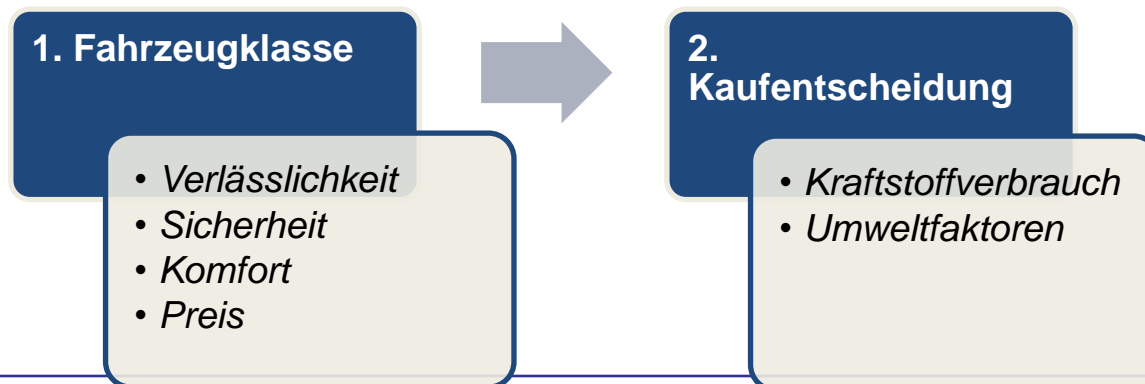 1. Fahrzeugklasse
• Verlässlichkeit
• Sicherheit
• Komfort
• Preis
2.
Kaufentscheidung
• Kraftstoffverbrauch
• Umweltfaktoren